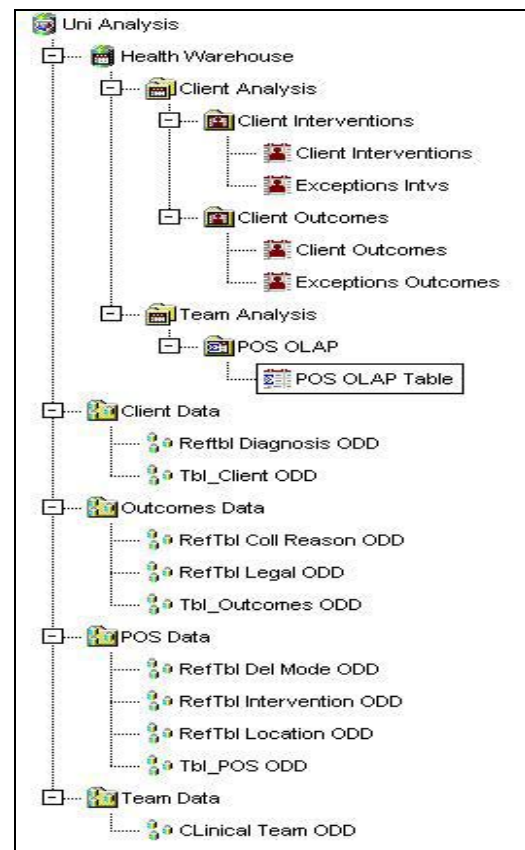 Uni Analysis
Health Warehouse
Client Analysis
Client Interventions
Client Interventions
Exceptions Intvs
Client Outcomes
Client Outcomes
Exceptions Outcomes
Team Analysis
POS OLAP
POS OLAP Table
Client Data
Reftbl Diagnosis ODD
Tbl_Client ODD
Outcomes Data
RefTbl Coll Reason ODD
RefTbl Legal ODD
Tbl_Outcomes ODD
POS Data
RefTbl Del Mode ODD
RefTbl Intervention ODD
RefTbl Location ODD
Tbl_POS ODD
Team Data
CLinical Team ODD